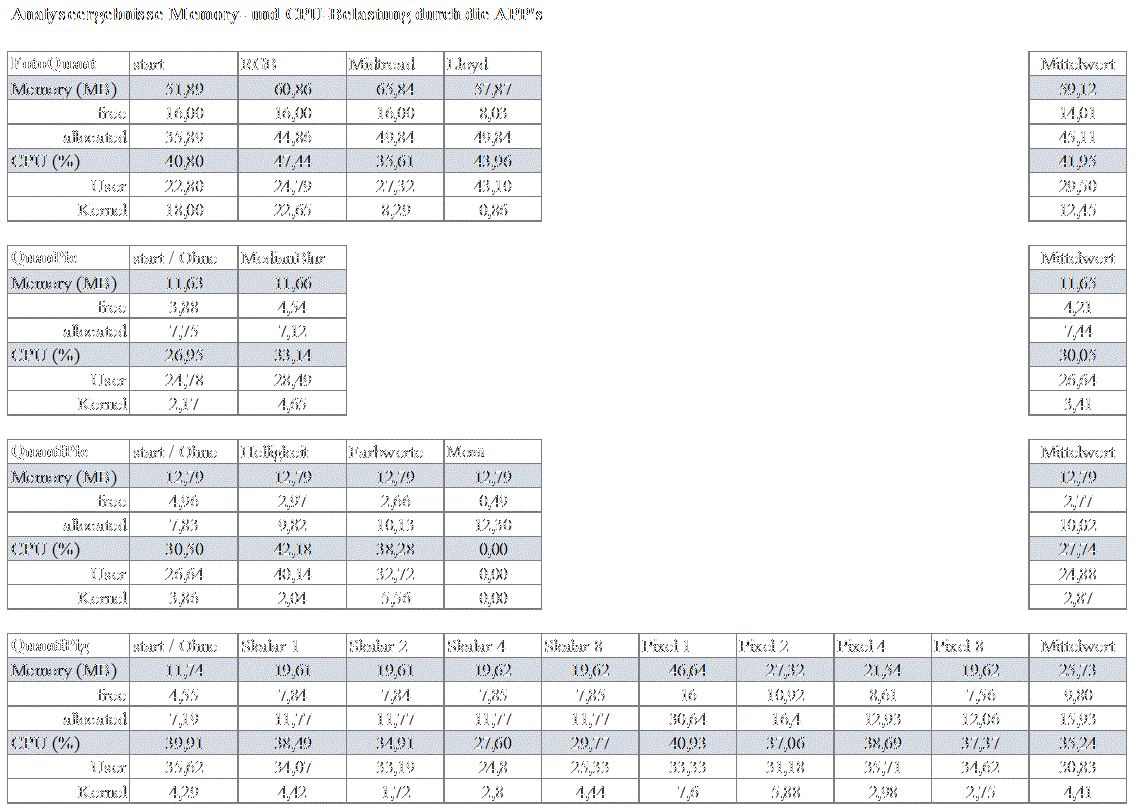 Analyseergebnisse Memory- und CPU-Belastung durch die APP's
FotoQuant start RGB Midtread Lloyd Mittelwert
Memory (MB) 51,89 60,86 65,84 57,87 59,12
free 16,00 16,00 16,00 8,03 14,01
allocated 35,89 44,86 49,84 49,84 45,11
CPU (%) 40,80 47,44 35,61 43,96 41,95
User 22,80 24,79 27,32 43,10 29,50
Kernel 18,00 22,65 8,29 0,86 12,45
QuanPic start / Ohne MedianBlur Mittelwert
Memory (MB) 11,63 11,66 11,65
free 3,88 4,54 4,21
allocated 7,75 7,12 7,44
CPU (%) 26,95 33,14 30,05
User 24,78 28,49 26,64
Kernel 2,17 4,65 3,41
QuantiPic start / Ohne Helligkeit Farbwerte Menü Mittelwert
Memory (MB) 12,79 12,79 12,79 12,79 12,79
free 4,96 2,97 2,66 0,49 2,77
allocated 7,83 9,82 10,13 12,30 10,02
CPU (%) 30,50 42,18 38,28 0,00 27,74
User 26,64 40,14 32,72 0,00 24,88
Kernel 3,86 2,04 5,56 0,00 2,87
QuantiPig start / Ohne Skalar 1 Skalar 2 Skalar 4 Skalar 8 Pixel 1 Pixel 2 Pixel 4 Pixel 8 Mittelwert
Memory (MB) 11,74 19,61 19,61 19,62 19,62 46,64 27,32 21,54 19,62 25,73
free 4,55 7,84 7,84 7,85 7,85 16 10,92 8,61 7,56 9,80
allocated 7,19 11,77 11,77 11,77 11,77 30,64 16,4 12,93 12,06 15,93
CPU (%) 39,91 38,49 34,91 27,60 29,77 40,93 37,06 38,69 37,37 35,24
User 35,62 34,07 33,19 24,8 25,33 33,33 31,18 35,71 34,62 30,83
Kernel 4,29 4,42 1,72 2,8 4,44 7,6 5,88 2,98 2,75 4,41